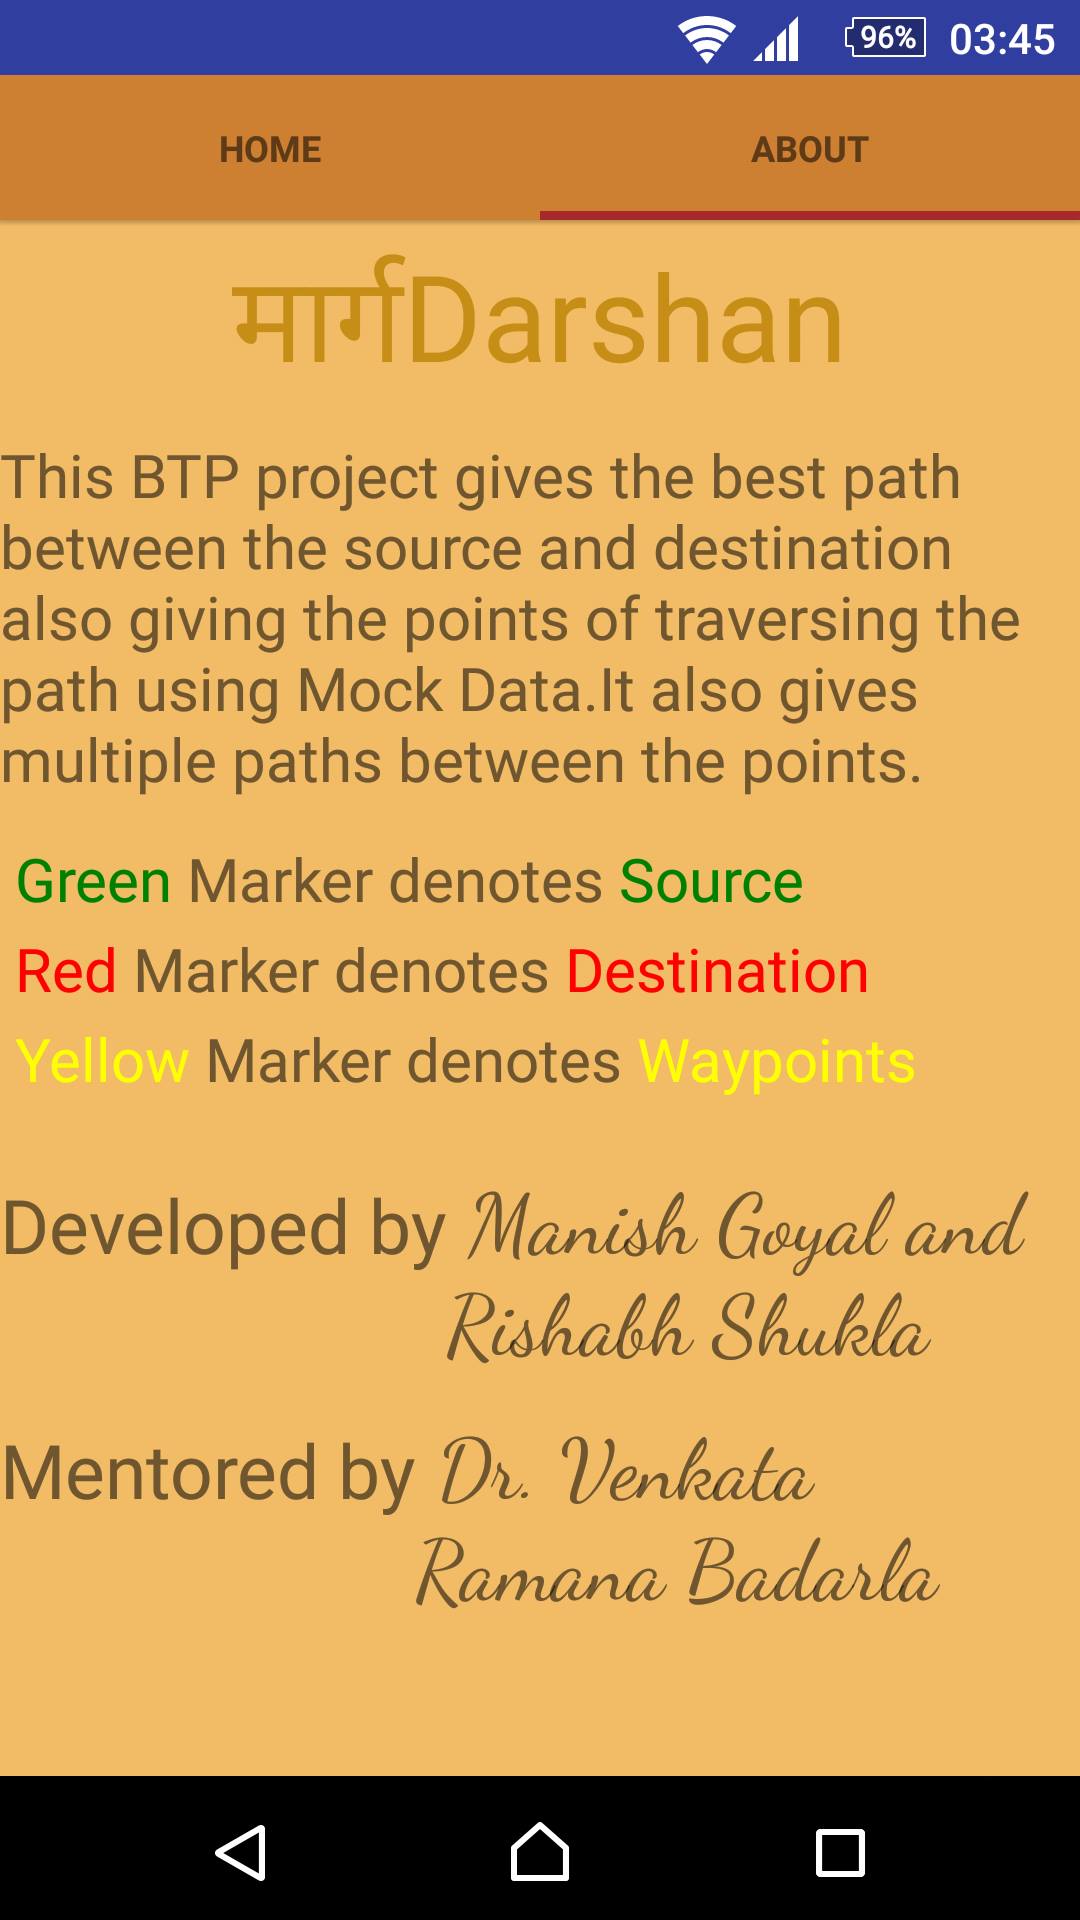 96% 03:45
HOME ABOUT
मार्गDarshan
This BTP project gives the best path
between the source and destination
also giving the points of traversing the
path using Mock Data.It also gives
multiple paths between the points.
Green Marker denotes Source
Red Marker denotes Destination
Yellow Marker denotes Waypoints
Developed by Manish Goyal and
Rishabh Shukla
Mentored by Dr. Venkata
Ramana Badarla